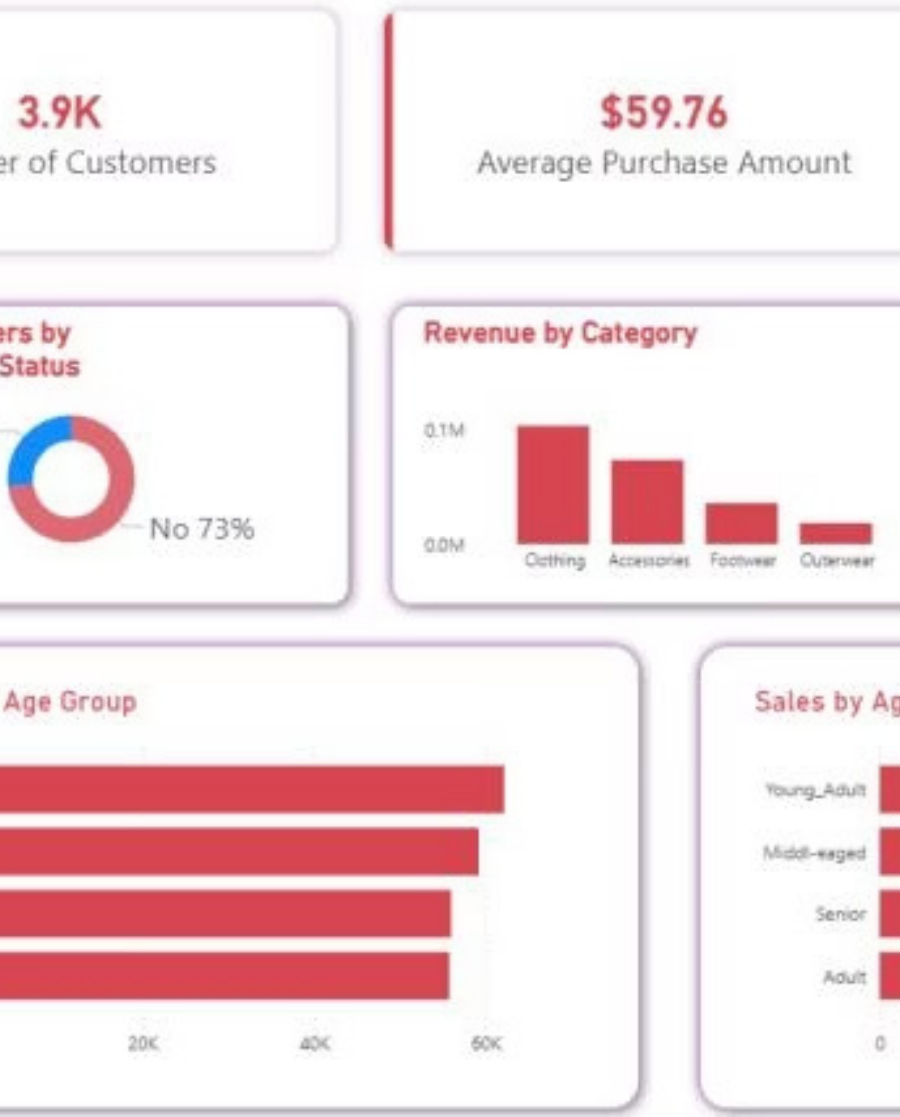 3.9K
er of Customers
$59.76
Average Purchase Amount
ers by
Status
No 73%
Revenue by Category
0.1M
0.0M
Clothing
Accessories
Footwear
Outerwear
Age Group
20K
40K
60K
Sales by Ag
Young_Adult
Middl-eaged
Senior
Adult
0